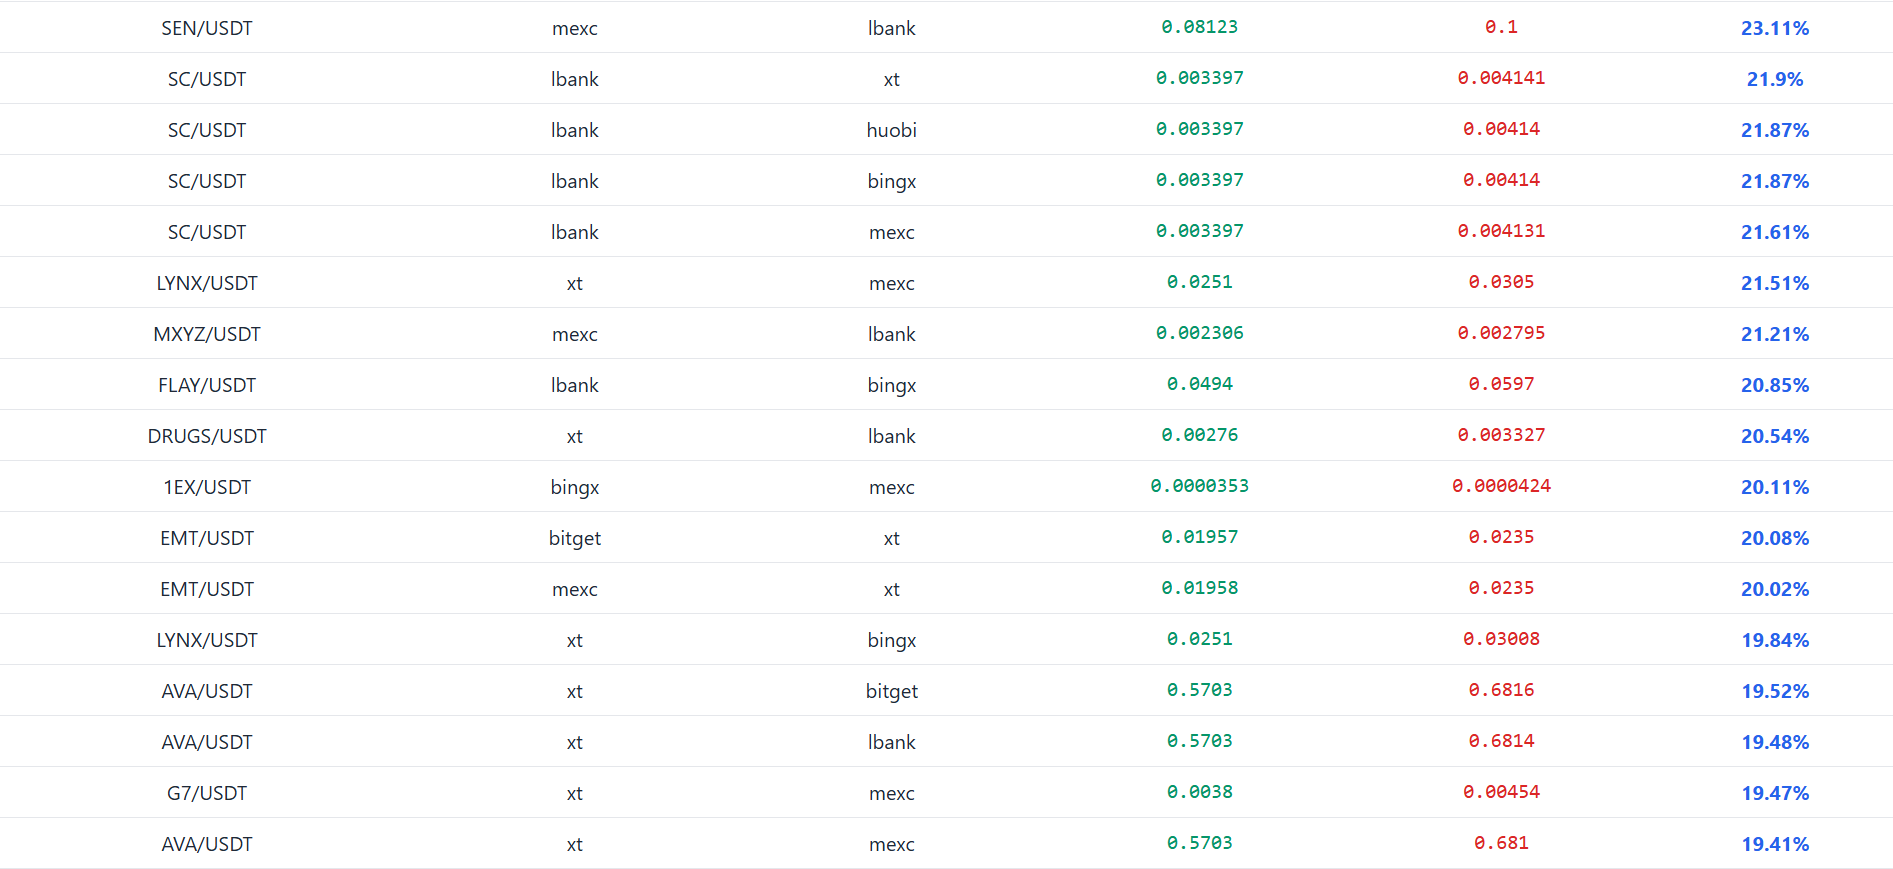 SEN/USDT mexc lbank 0.08123 0.1 23.11%
SC/USDT lbank xt 0.003397 0.004141 21.9%
SC/USDT lbank huobi 0.003397 0.00414 21.87%
SC/USDT lbank bingx 0.003397 0.00414 21.87%
SC/USDT lbank mexc 0.003397 0.004131 21.61%
LYNX/USDT xt mexc 0.0251 0.0305 21.51%
MXYZ/USDT mexc lbank 0.002306 0.002795 21.21%
FLAY/USDT lbank bingx 0.0494 0.0597 20.85%
DRUGS/USDT xt lbank 0.00276 0.003327 20.54%
1EX/USDT bingx mexc 0.0000353 0.0000424 20.11%
EMT/USDT bitget xt 0.01957 0.0235 20.08%
EMT/USDT mexc xt 0.01958 0.0235 20.02%
LYNX/USDT xt bingx 0.0251 0.03008 19.84%
AVA/USDT xt bitget 0.5703 0.6816 19.52%
AVA/USDT xt lbank 0.5703 0.6814 19.48%
G7/USDT xt mexc 0.0038 0.00454 19.47%
AVA/USDT xt mexc 0.5703 0.681 19.41%